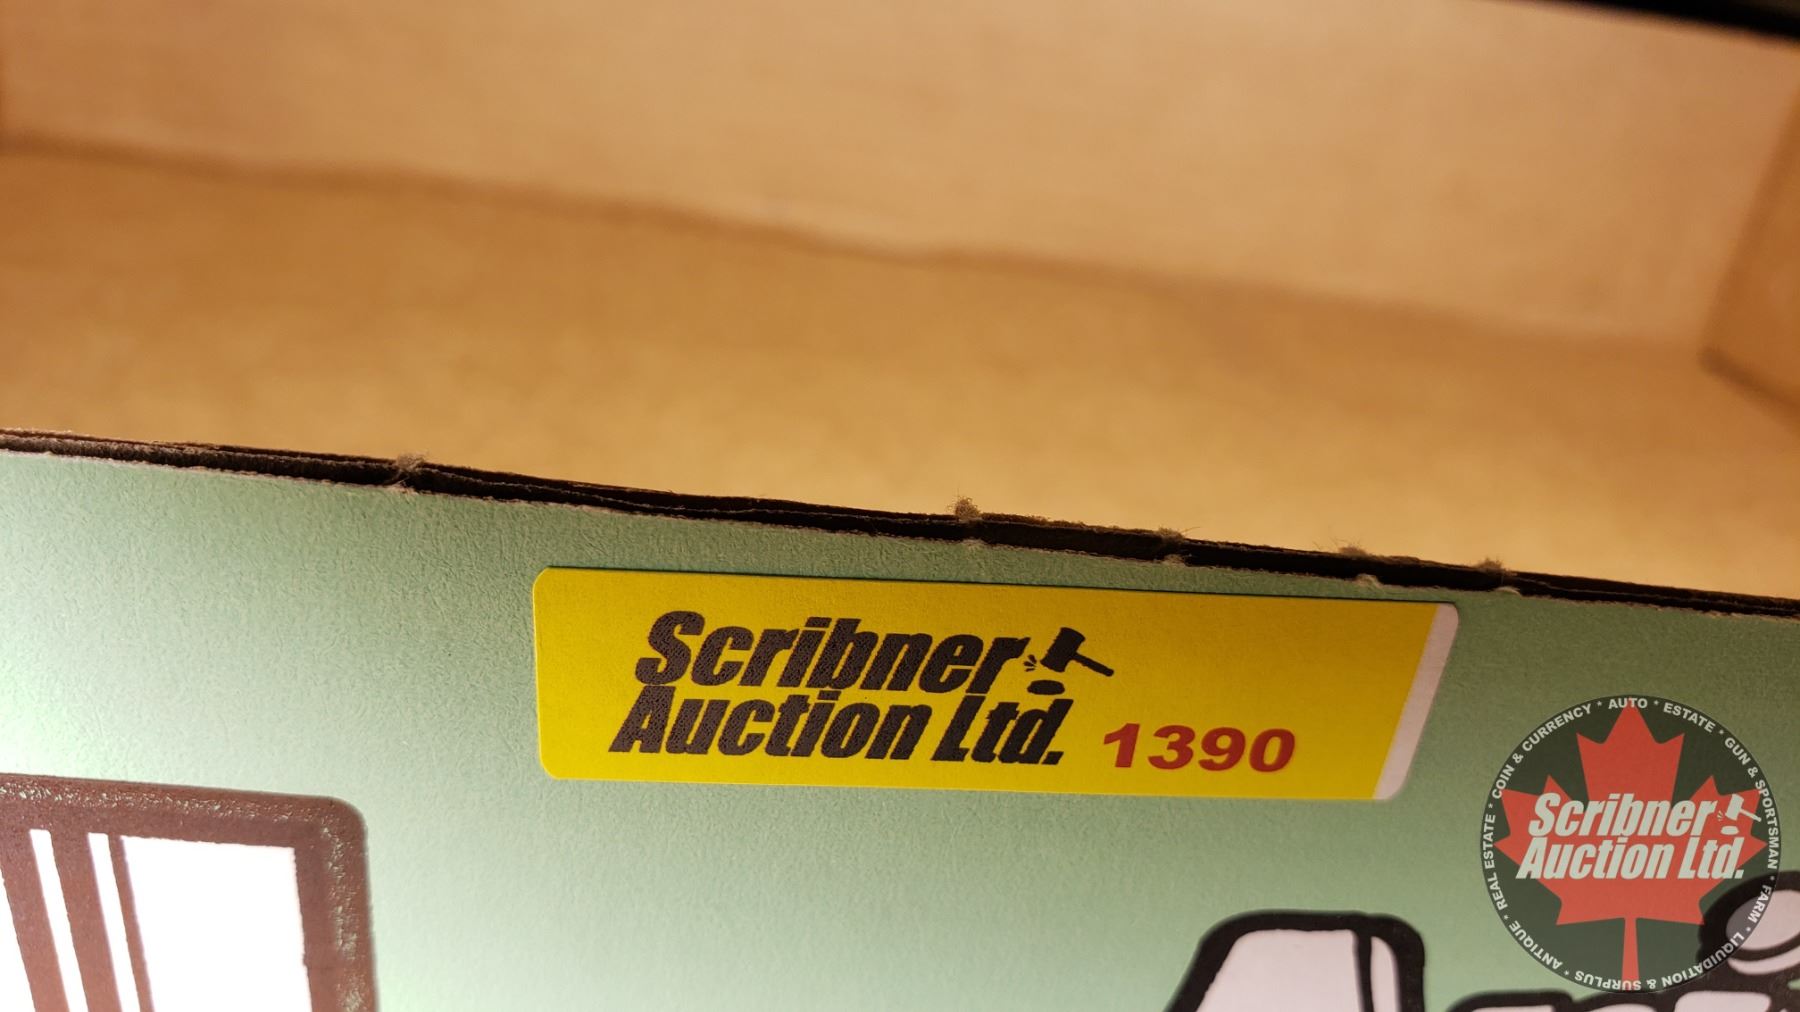 Scribner
Auction Ltd. 1390
REAL ESTATE * COIN & CURRENCY * AUTO * ESTATE * GUN & SPORTSMAN * FARM * LIQUIDATION & SURPLUS * ANTIQUE *
Scribner
Auction Ltd.